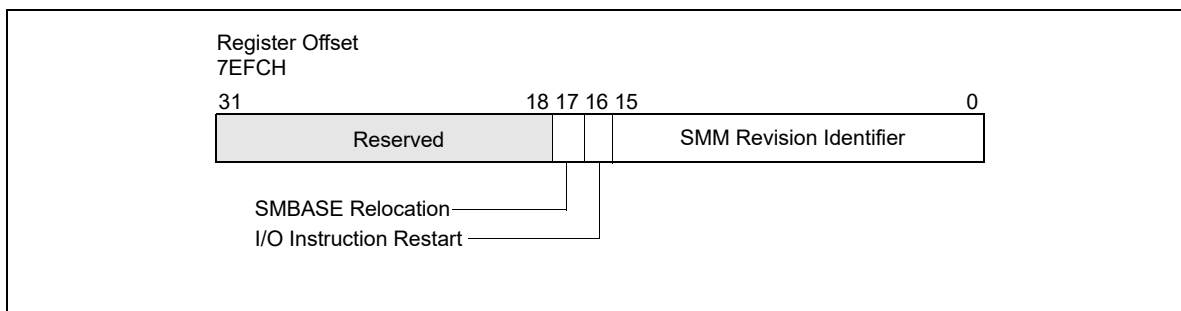 Register Offset
7EFCH
31 18 17 16 15 0
Reserved SMM Revision Identifier
SMBASE Relocation
I/O Instruction Restart